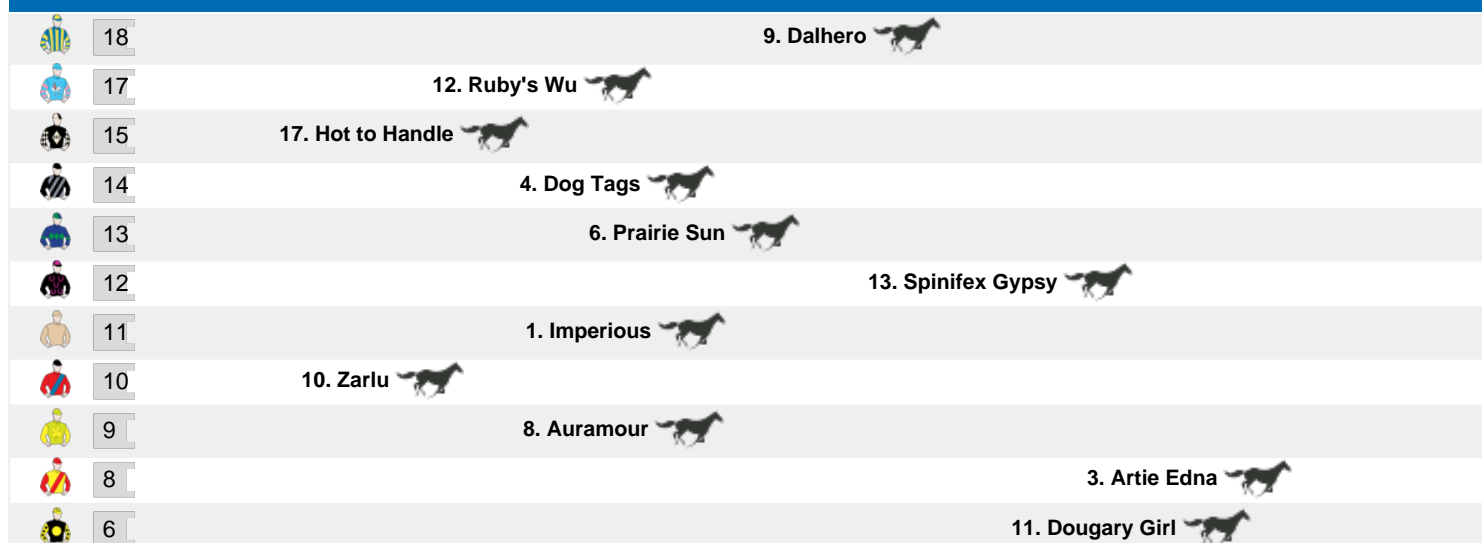 18 9. Dalhero
17 12. Ruby's Wu
15 17. Hot to Handle
14 4. Dog Tags
13 6. Prairie Sun
12 13. Spinifex Gypsy
11 1. Imperious
10 10. Zarlu
9 8. Auramour
8 3. Artie Edna
6 11. Dougary Girl